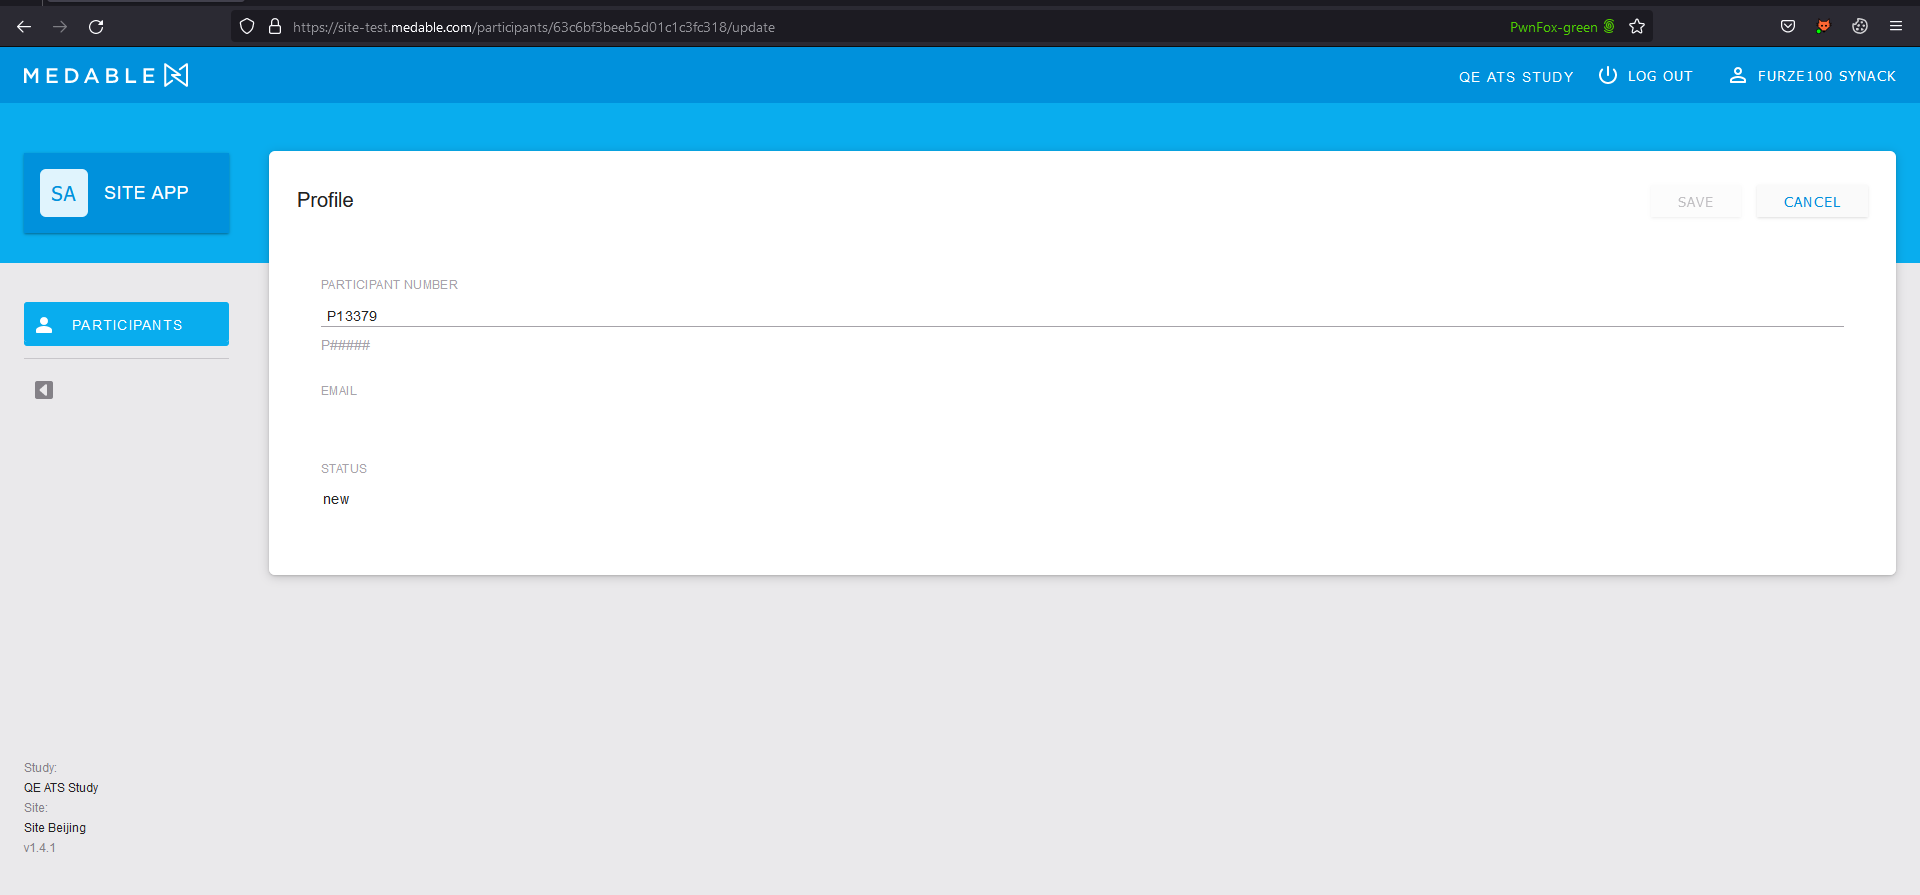 https://site-test.medable.com/participants/63c6bf3beeb5d01c1c3fc318/update
PwnFox-green
MEDABLE
QE ATS STUDY
LOG OUT
FURZE100 SYNACK
SA
SITE APP
Profile
SAVE
CANCEL
PARTICIPANT NUMBER
P13379
P#####
PARTICIPANTS
EMAIL
STATUS
new
Study:
QE ATS Study
Site:
Site Beijing
v1.4.1